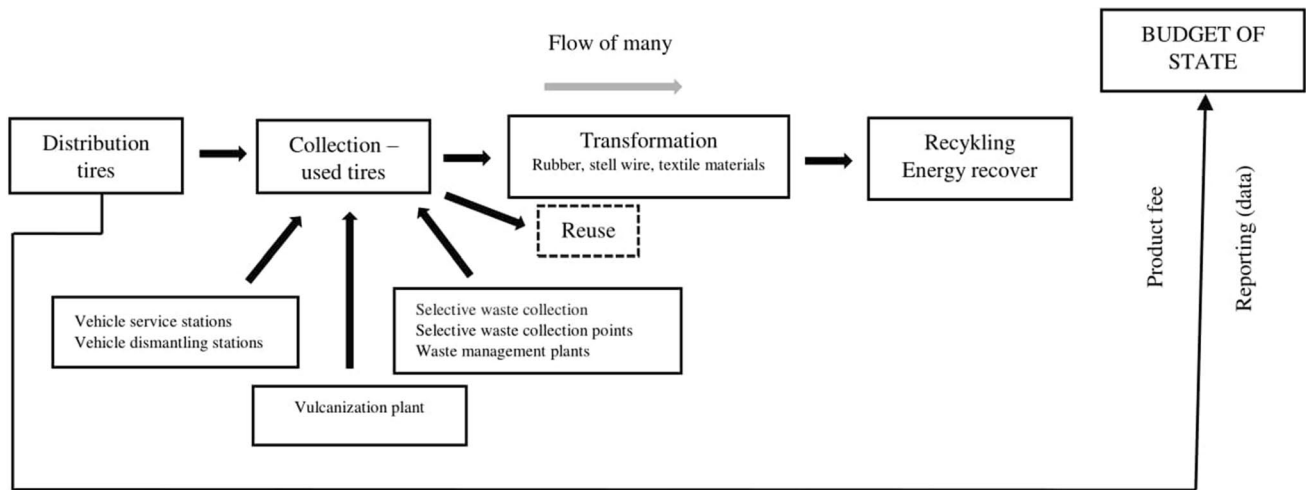 Flow of many
BUDGET OF
STATE
Distribution
tires
Collection –
used tires
Transformation
Rubber, stell wire, textile materials
Recykling
Energy recover
Reuse
Product fee
Reporting (data)
Vehicle service stations
Vehicle dismantling stations
Selective waste collection
Selective waste collection points
Waste management plants
Vulcanization plant